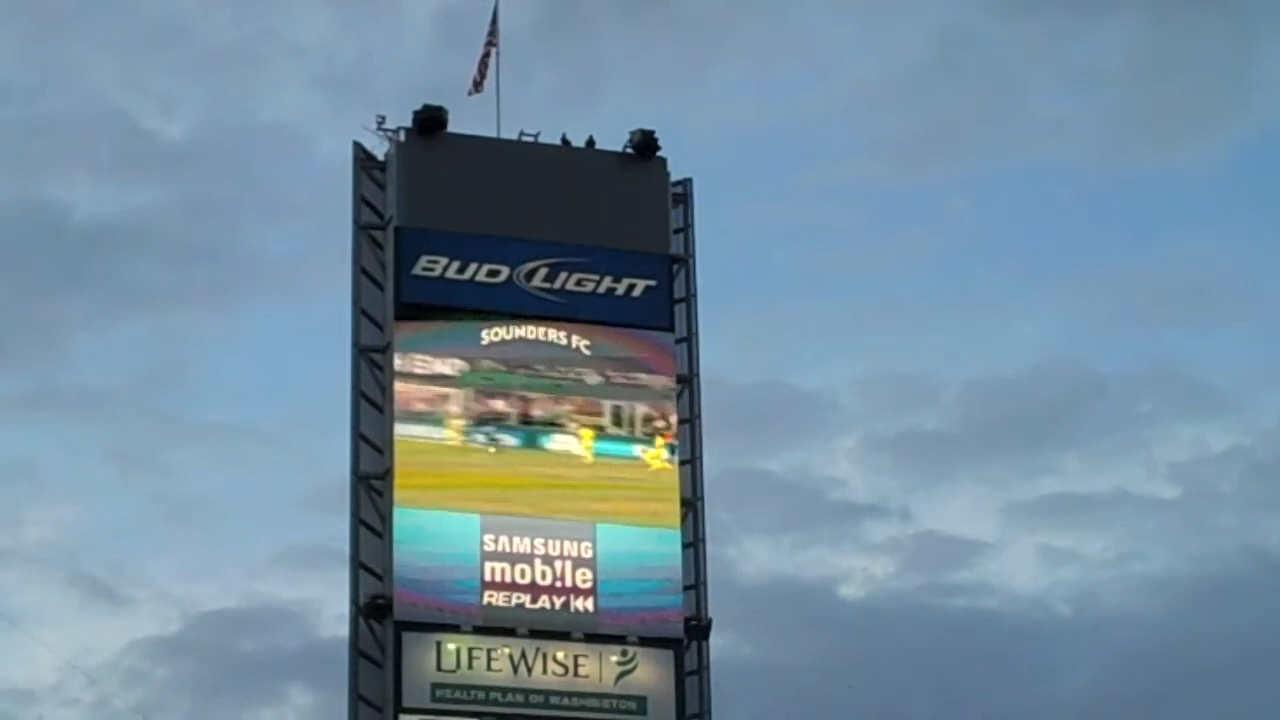 BUD LIGHT
SOUNDERS FC
SAMSUNG
mob!le
REPLAY
LIFEWISE
HEALTH PLAN OF WASHINGTON